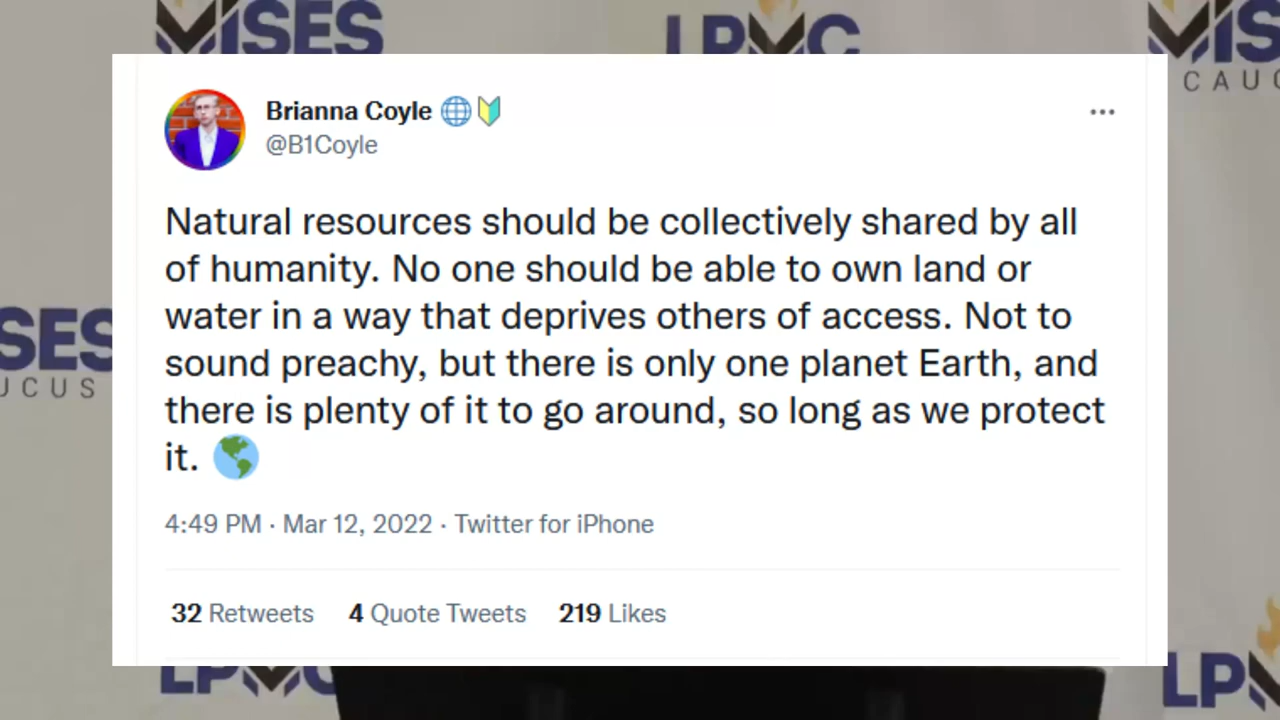 MISES
LPMC
MIS
CAUC
Brianna Coyle 🌐🔰
@B1Coyle
Natural resources should be collectively shared by all
of humanity. No one should be able to own land or
water in a way that deprives others of access. Not to
sound preachy, but there is only one planet Earth, and
there is plenty of it to go around, so long as we protect
it. 🌎
SES
UCUS
4:49 PM · Mar 12, 2022 · Twitter for iPhone
32 Retweets 4 Quote Tweets 219 Likes
LPMC
LPM